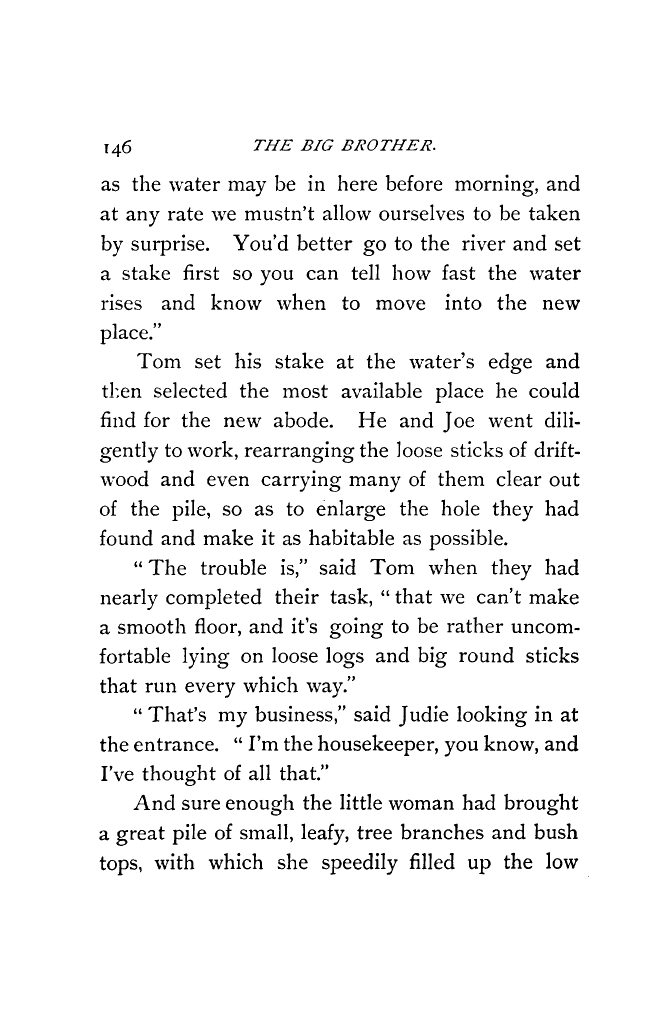 146 THE BIG BROTHER.
as the water may be in here before morning, and
at any rate we mustn't allow ourselves to be taken
by surprise. You'd better go to the river and set
a stake first so you can tell how fast the water
rises and know when to move into the new
place."
Tom set his stake at the water's edge and
then selected the most available place he could
find for the new abode. He and Joe went dili-
gently to work, rearranging the loose sticks of drift-
wood and even carrying many of them clear out
of the pile, so as to enlarge the hole they had
found and make it as habitable as possible.
" The trouble is," said Tom when they had
nearly completed their task, " that we can't make
a smooth floor, and it's going to be rather uncom-
fortable lying on loose logs and big round sticks
that run every which way."
" That's my business," said Judie looking in at
the entrance. " I'm the housekeeper, you know, and
I've thought of all that."
And sure enough the little woman had brought
a great pile of small, leafy, tree branches and bush
tops, with which she speedily filled up the low